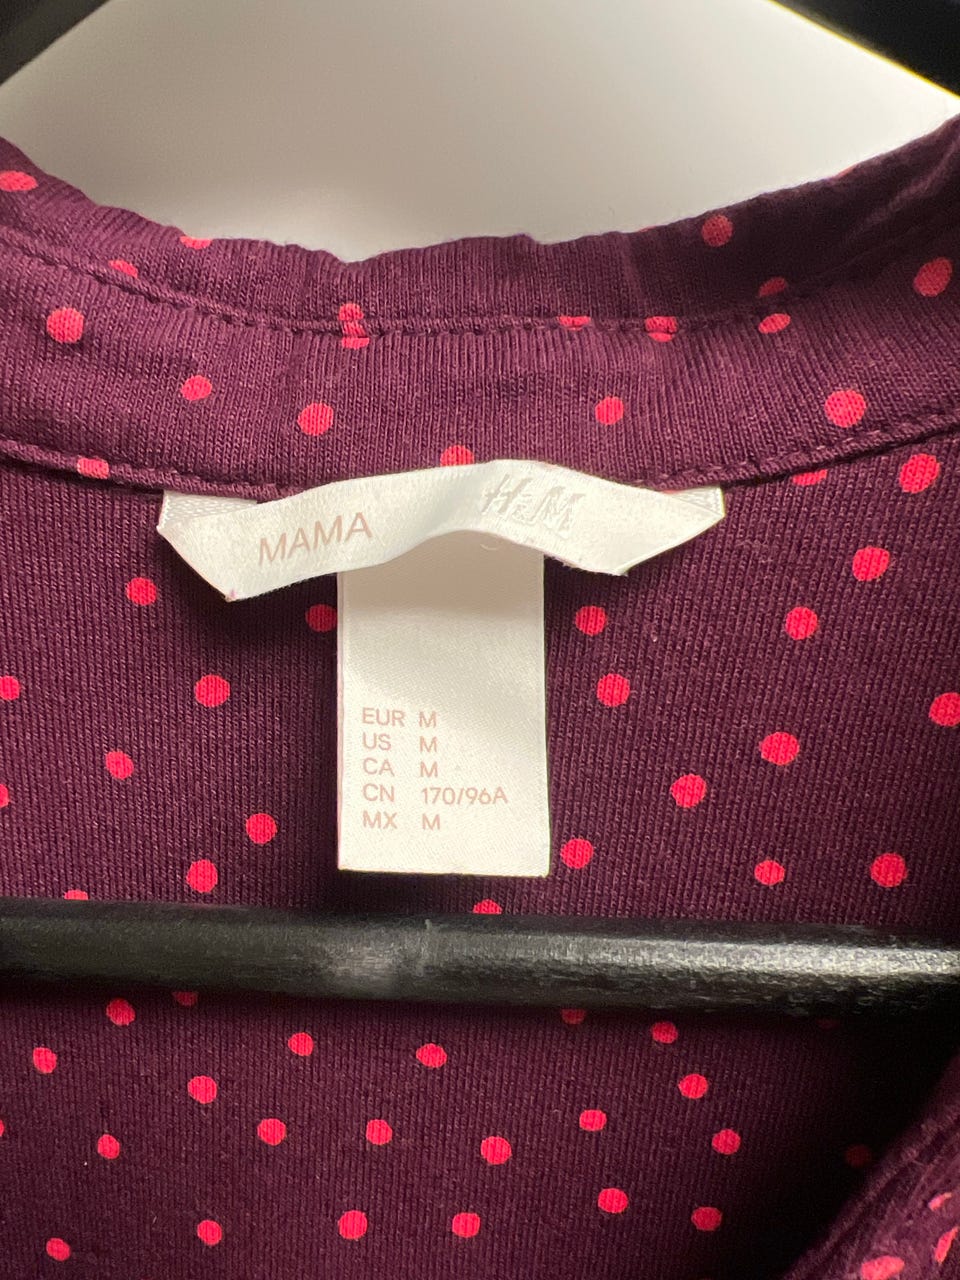 MAMA H&M
EUR M
US M
CA M
CN 170/96A
MX M